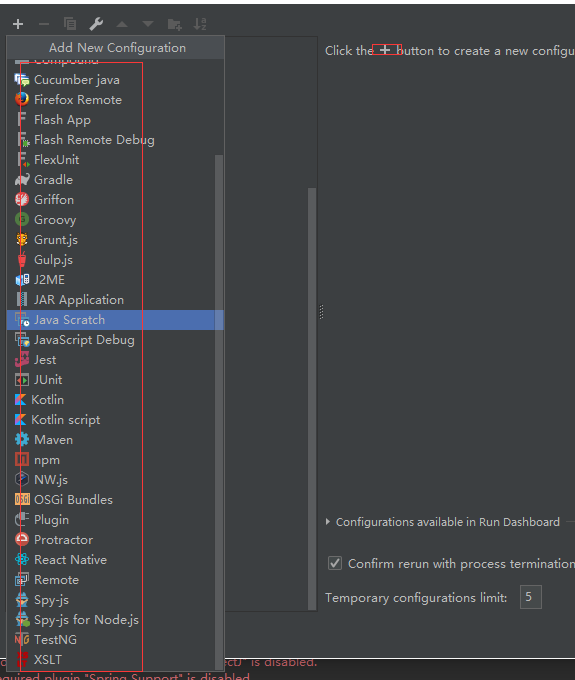 Add New Configuration
Compound
Cucumber java
Firefox Remote
Flash App
Flash Remote Debug
FlexUnit
Gradle
Griffon
Groovy
Grunt.js
Gulp.js
J2ME
JAR Application
Java Scratch
JavaScript Debug
Jest
JUnit
Kotlin
Kotlin script
Maven
npm
NW.js
OSGi Bundles
Plugin
Protractor
React Native
Remote
Spy-js
Spy-js for Node.js
TestNG
XSLT
Click the + button to create a new configu
Configurations available in Run Dashboard
Confirm rerun with process termination
Temporary configurations limit: 5
is disabled.
quired plugin "Spring Support" is disabled